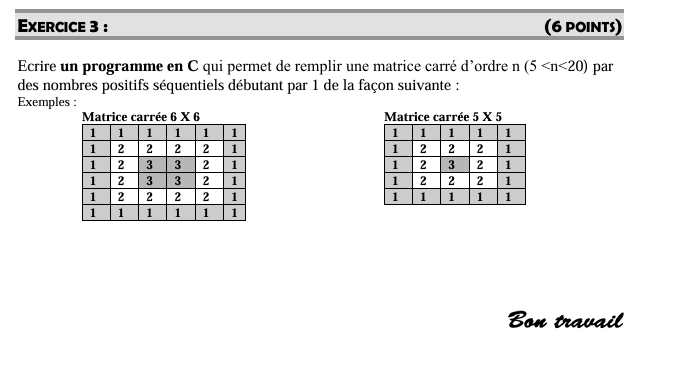 EXERCICE 3 : (6 POINTS)
Ecrire un programme en C qui permet de remplir une matrice carré d’ordre n (5 <n<20) par
des nombres positifs séquentiels débutant par 1 de la façon suivante :
Exemples :
Matrice carrée 6 X 6
1 1 1 1 1 1
1 2 2 2 2 1
1 2 3 3 2 1
1 2 3 3 2 1
1 2 2 2 2 1
1 1 1 1 1 1
Matrice carrée 5 X 5
1 1 1 1 1
1 2 2 2 1
1 2 3 2 1
1 2 2 2 1
1 1 1 1 1
Bon travail